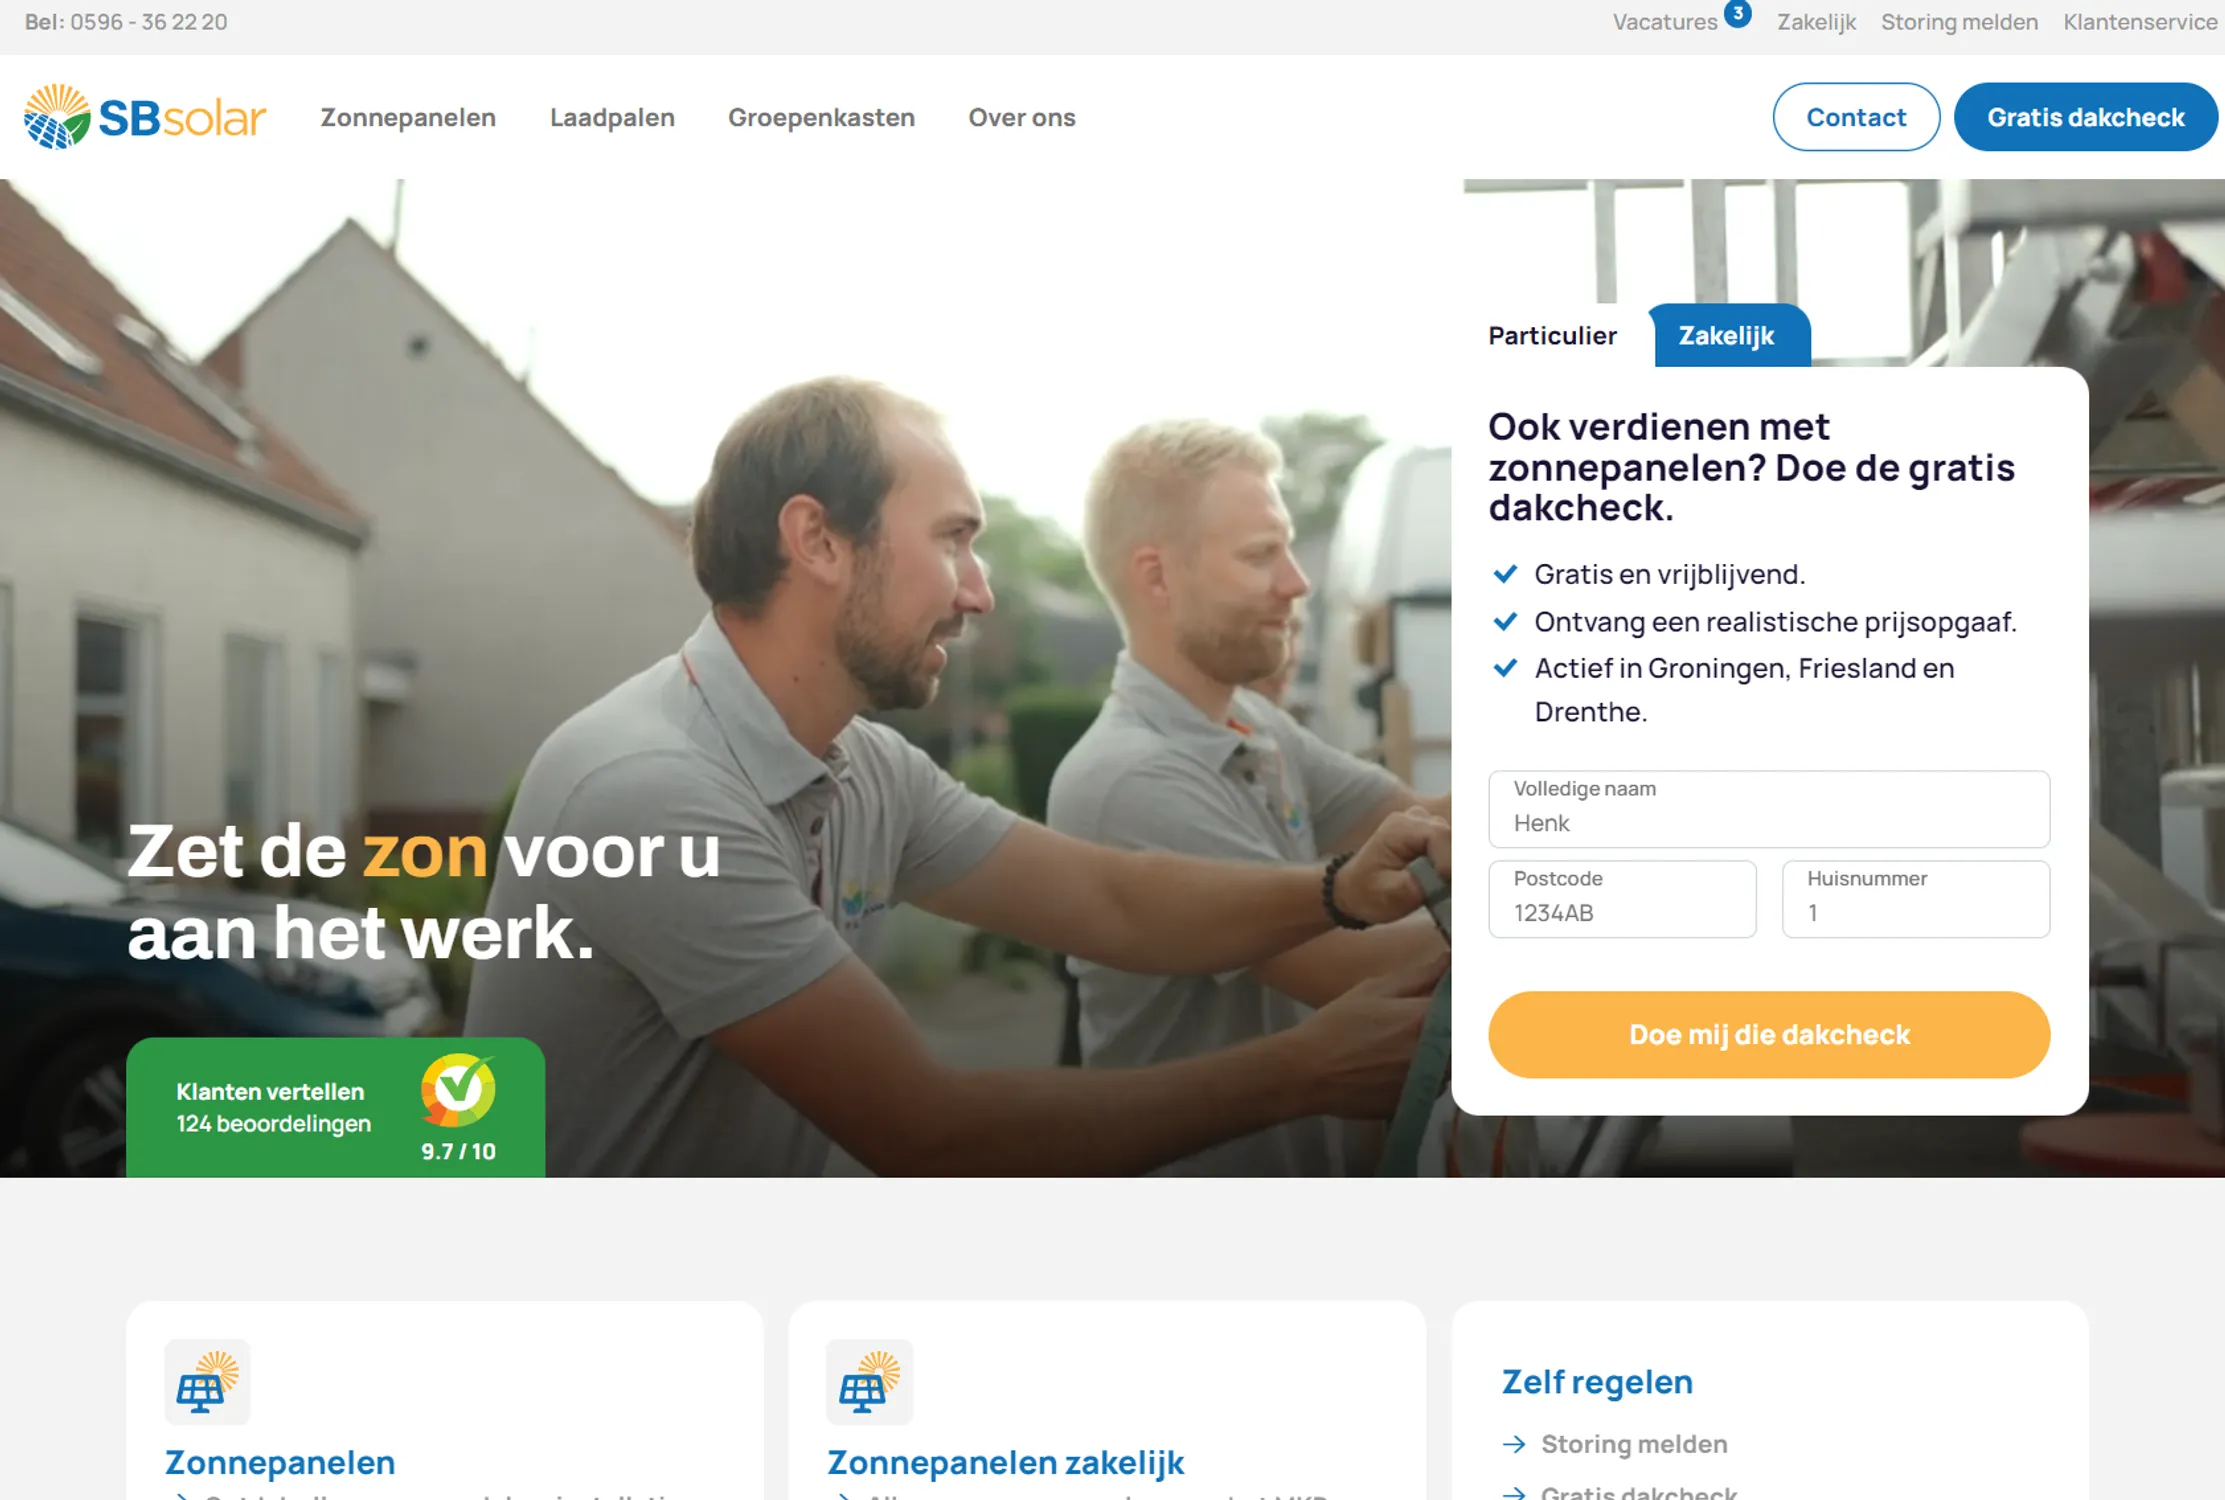 Bel: 0596 - 36 22 20
Vacatures 3 Zakelijk Storing melden Klantenservice
SBsolar Zonnepanelen Laadpalen Groepenkasten Over ons Contact Gratis dakcheck
Particulier Zakelijk
Ook verdienen met
zonnepanelen? Doe de gratis
dakcheck.
Gratis en vrijblijvend.
Ontvang een realistische prijsopgaaf.
Actief in Groningen, Friesland en
Drenthe.
Volledige naam
Henk
Postcode Huisnummer
1234AB 1
Doe mij die dakcheck
Zet de zon voor u
aan het werk.
Klanten vertellen
124 beoordelingen
9.7 / 10
Zonnepanelen
Zonnepanelen zakelijk
Zelf regelen
Storing melden
Gratis dakcheck